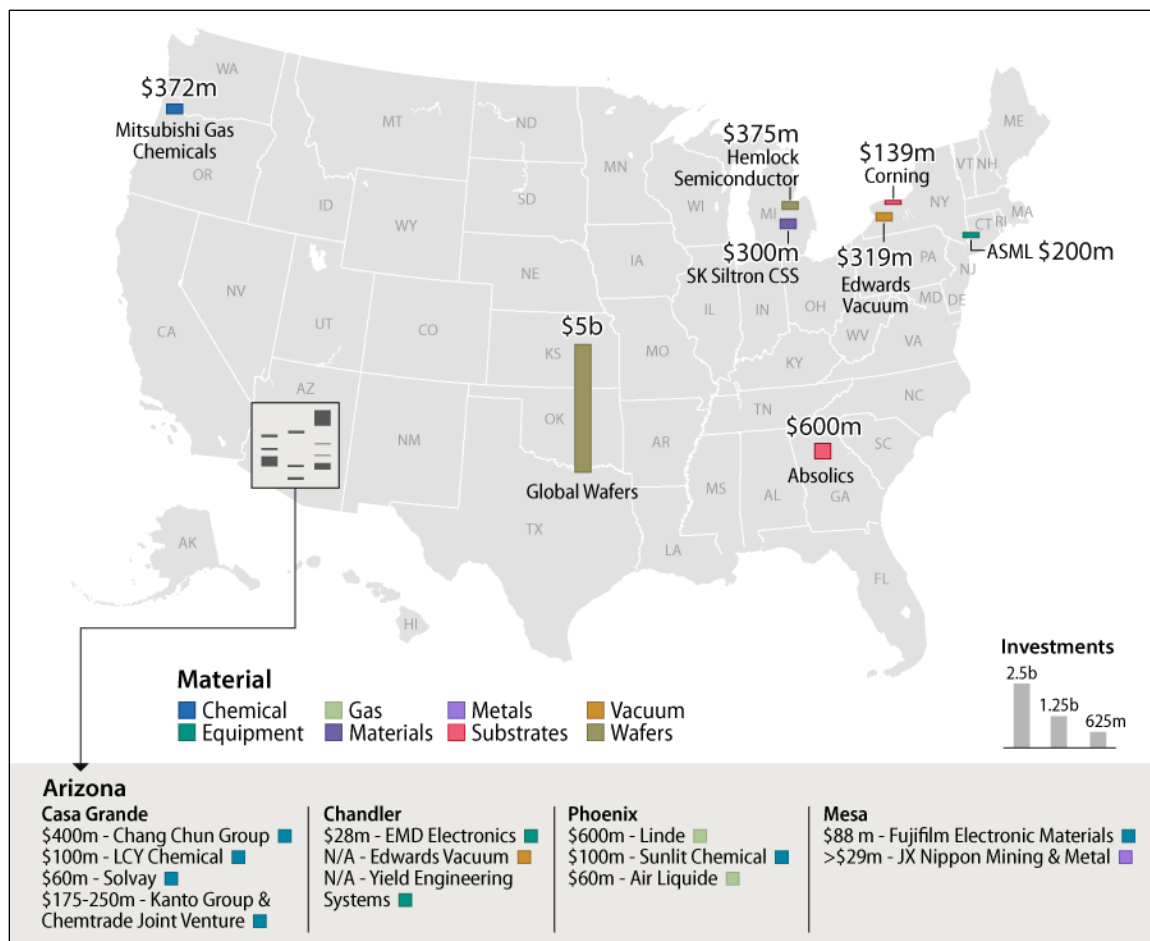 WA
$372m
Mitsubishi Gas
Chemicals
OR
MT
ID
WY
NV
CA
UT
CO
AZ
NM
ND
SD
NE
KS
OK
TX
MN
IA
MO
AR
LA
WI
IL
MI
IN
OH
KY
TN
MS
AL
GA
FL
SC
NC
VA
WV
PA
NY
VT
NH
ME
MA
CT
RI
NJ
MD
DE
AK
HI
$375m
Hemlock
Semiconductor
$300m
SK Siltron CSS
$139m
Corning
$319m
Edwards
Vacuum
ASML $200m
$5b
Global Wafers
$600m
Absolics
Material
Chemical
Gas
Metals
Vacuum
Equipment
Materials
Substrates
Wafers
Investments
2.5b
1.25b
625m
Arizona
Casa Grande
$400m - Chang Chun Group
$100m - LCY Chemical
$60m - Solvay
$175-250m - Kanto Group &
Chemtrade Joint Venture
Chandler
$28m - EMD Electronics
N/A - Edwards Vacuum
N/A - Yield Engineering
Systems
Phoenix
$600m - Linde
$100m - Sunlit Chemical
$60m - Air Liquide
Mesa
$88 m - Fujifilm Electronic Materials
>$29m - JX Nippon Mining & Metal